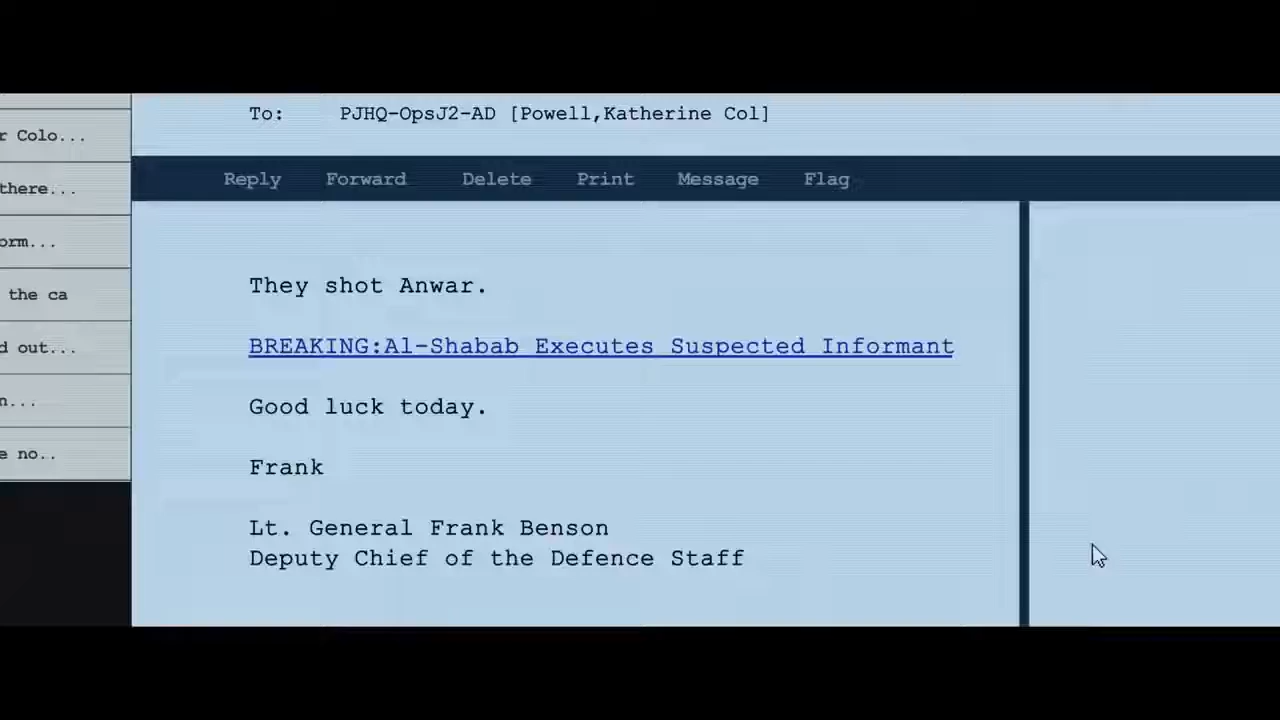 To: PJHQ-OpsJ2-AD [Powell,Katherine Col]
Reply Forward Delete Print Message Flag
r Colo...
there...
orm...
the ca
d out...
n...
e no..
They shot Anwar.
BREAKING:Al-Shabab Executes Suspected Informant
Good luck today.
Frank
Lt. General Frank Benson
Deputy Chief of the Defence Staff